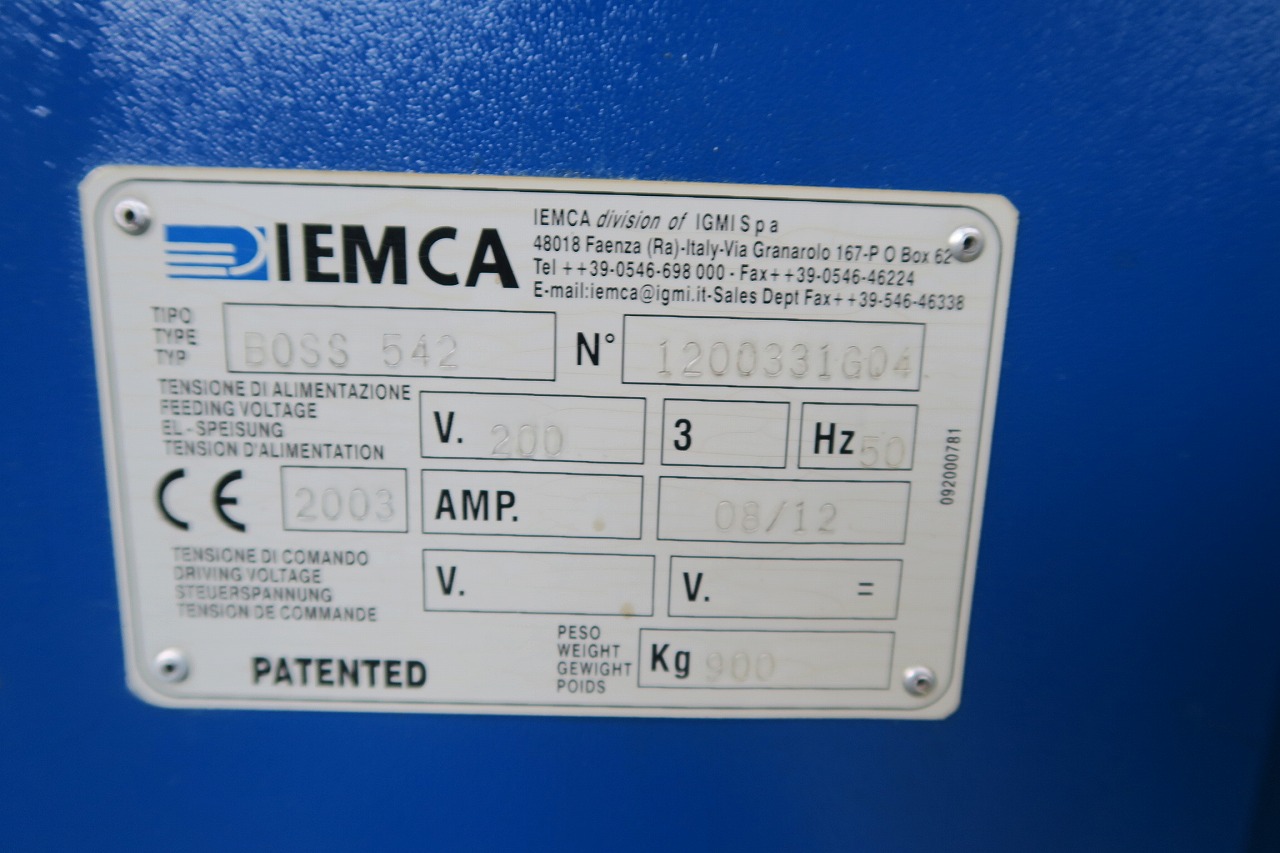 IEMCA
IEMCA division of IGMI S p a
48018 Faenza (Ra)-Italy-Via Granarolo 167-P O Box 62
Tel ++39-0546-698 000 - Fax++39-0546-46224
E-mail:iemca@igmi.it-Sales Dept Fax++39-546-46338
TIPO
TYPE
TYP
BOSS 542
N° 1200331G04
TENSIONE DI ALIMENTAZIONE
FEEDING VOLTAGE
EL-SPEISUNG
TENSION D'ALIMENTATION
V. 200
3
Hz 50
092000781
CE 2003
AMP.
08/12
TENSIONE DI COMANDO
DRIVING VOLTAGE
STEUERSPANNUNG
TENSION DE COMMANDE
V.
V. =
PATENTED
PESO
WEIGHT
GEWIGHT
POIDS
Kg 900